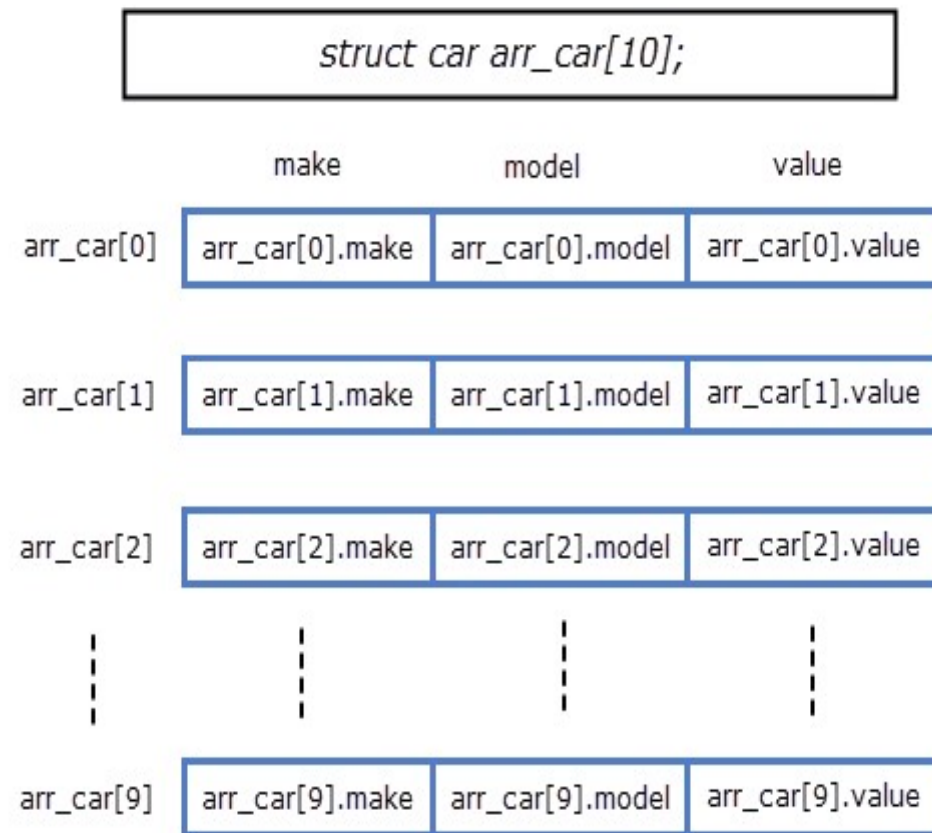 struct car arr_car[10];
make model value
arr_car[0] arr_car[0].make arr_car[0].model arr_car[0].value
arr_car[1] arr_car[1].make arr_car[1].model arr_car[1].value
arr_car[2] arr_car[2].make arr_car[2].model arr_car[2].value
arr_car[9] arr_car[9].make arr_car[9].model arr_car[9].value